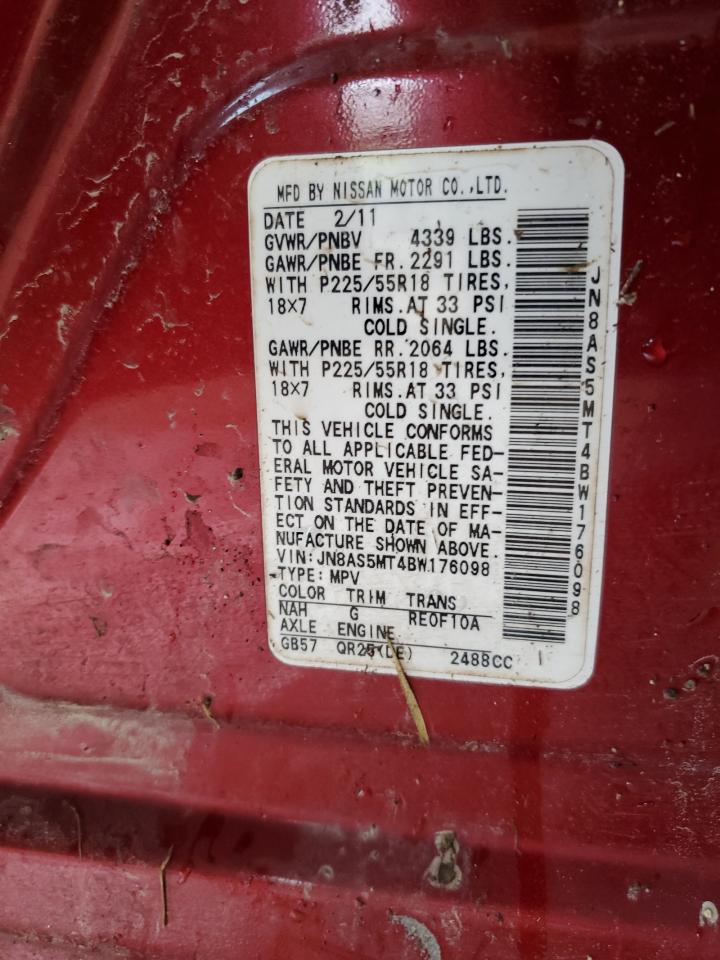 MFD BY NISSAN MOTOR CO.,LTD.
DATE 2/11
GVWR/PNBV 4339 LBS.
GAWR/PNBE FR. 2291 LBS.
WITH P225/55R18 TIRES,
18X7 RIMS. AT 33 PSI
COLD SINGLE.
GAWR/PNBE RR. 2064 LBS.
WITH P225/55R18 TIRES,
18X7 RIMS. AT 33 PSI
COLD SINGLE.
THIS VEHICLE CONFORMS
TO ALL APPLICABLE FED-
ERAL MOTOR VEHICLE SA-
FETY AND THEFT PREVEN-
TION STANDARDS IN EFF-
ECT ON THE DATE OF MA-
NUFACTURE SHOWN ABOVE.
VIN: JN8AS5MT4BW176098
TYPE: MPV
COLOR TRIM TRANS
NAH G RE0F10A
AXLE ENGINE
GB57 QR25(DE) 2488CC
JN8AS5MT4BW176098